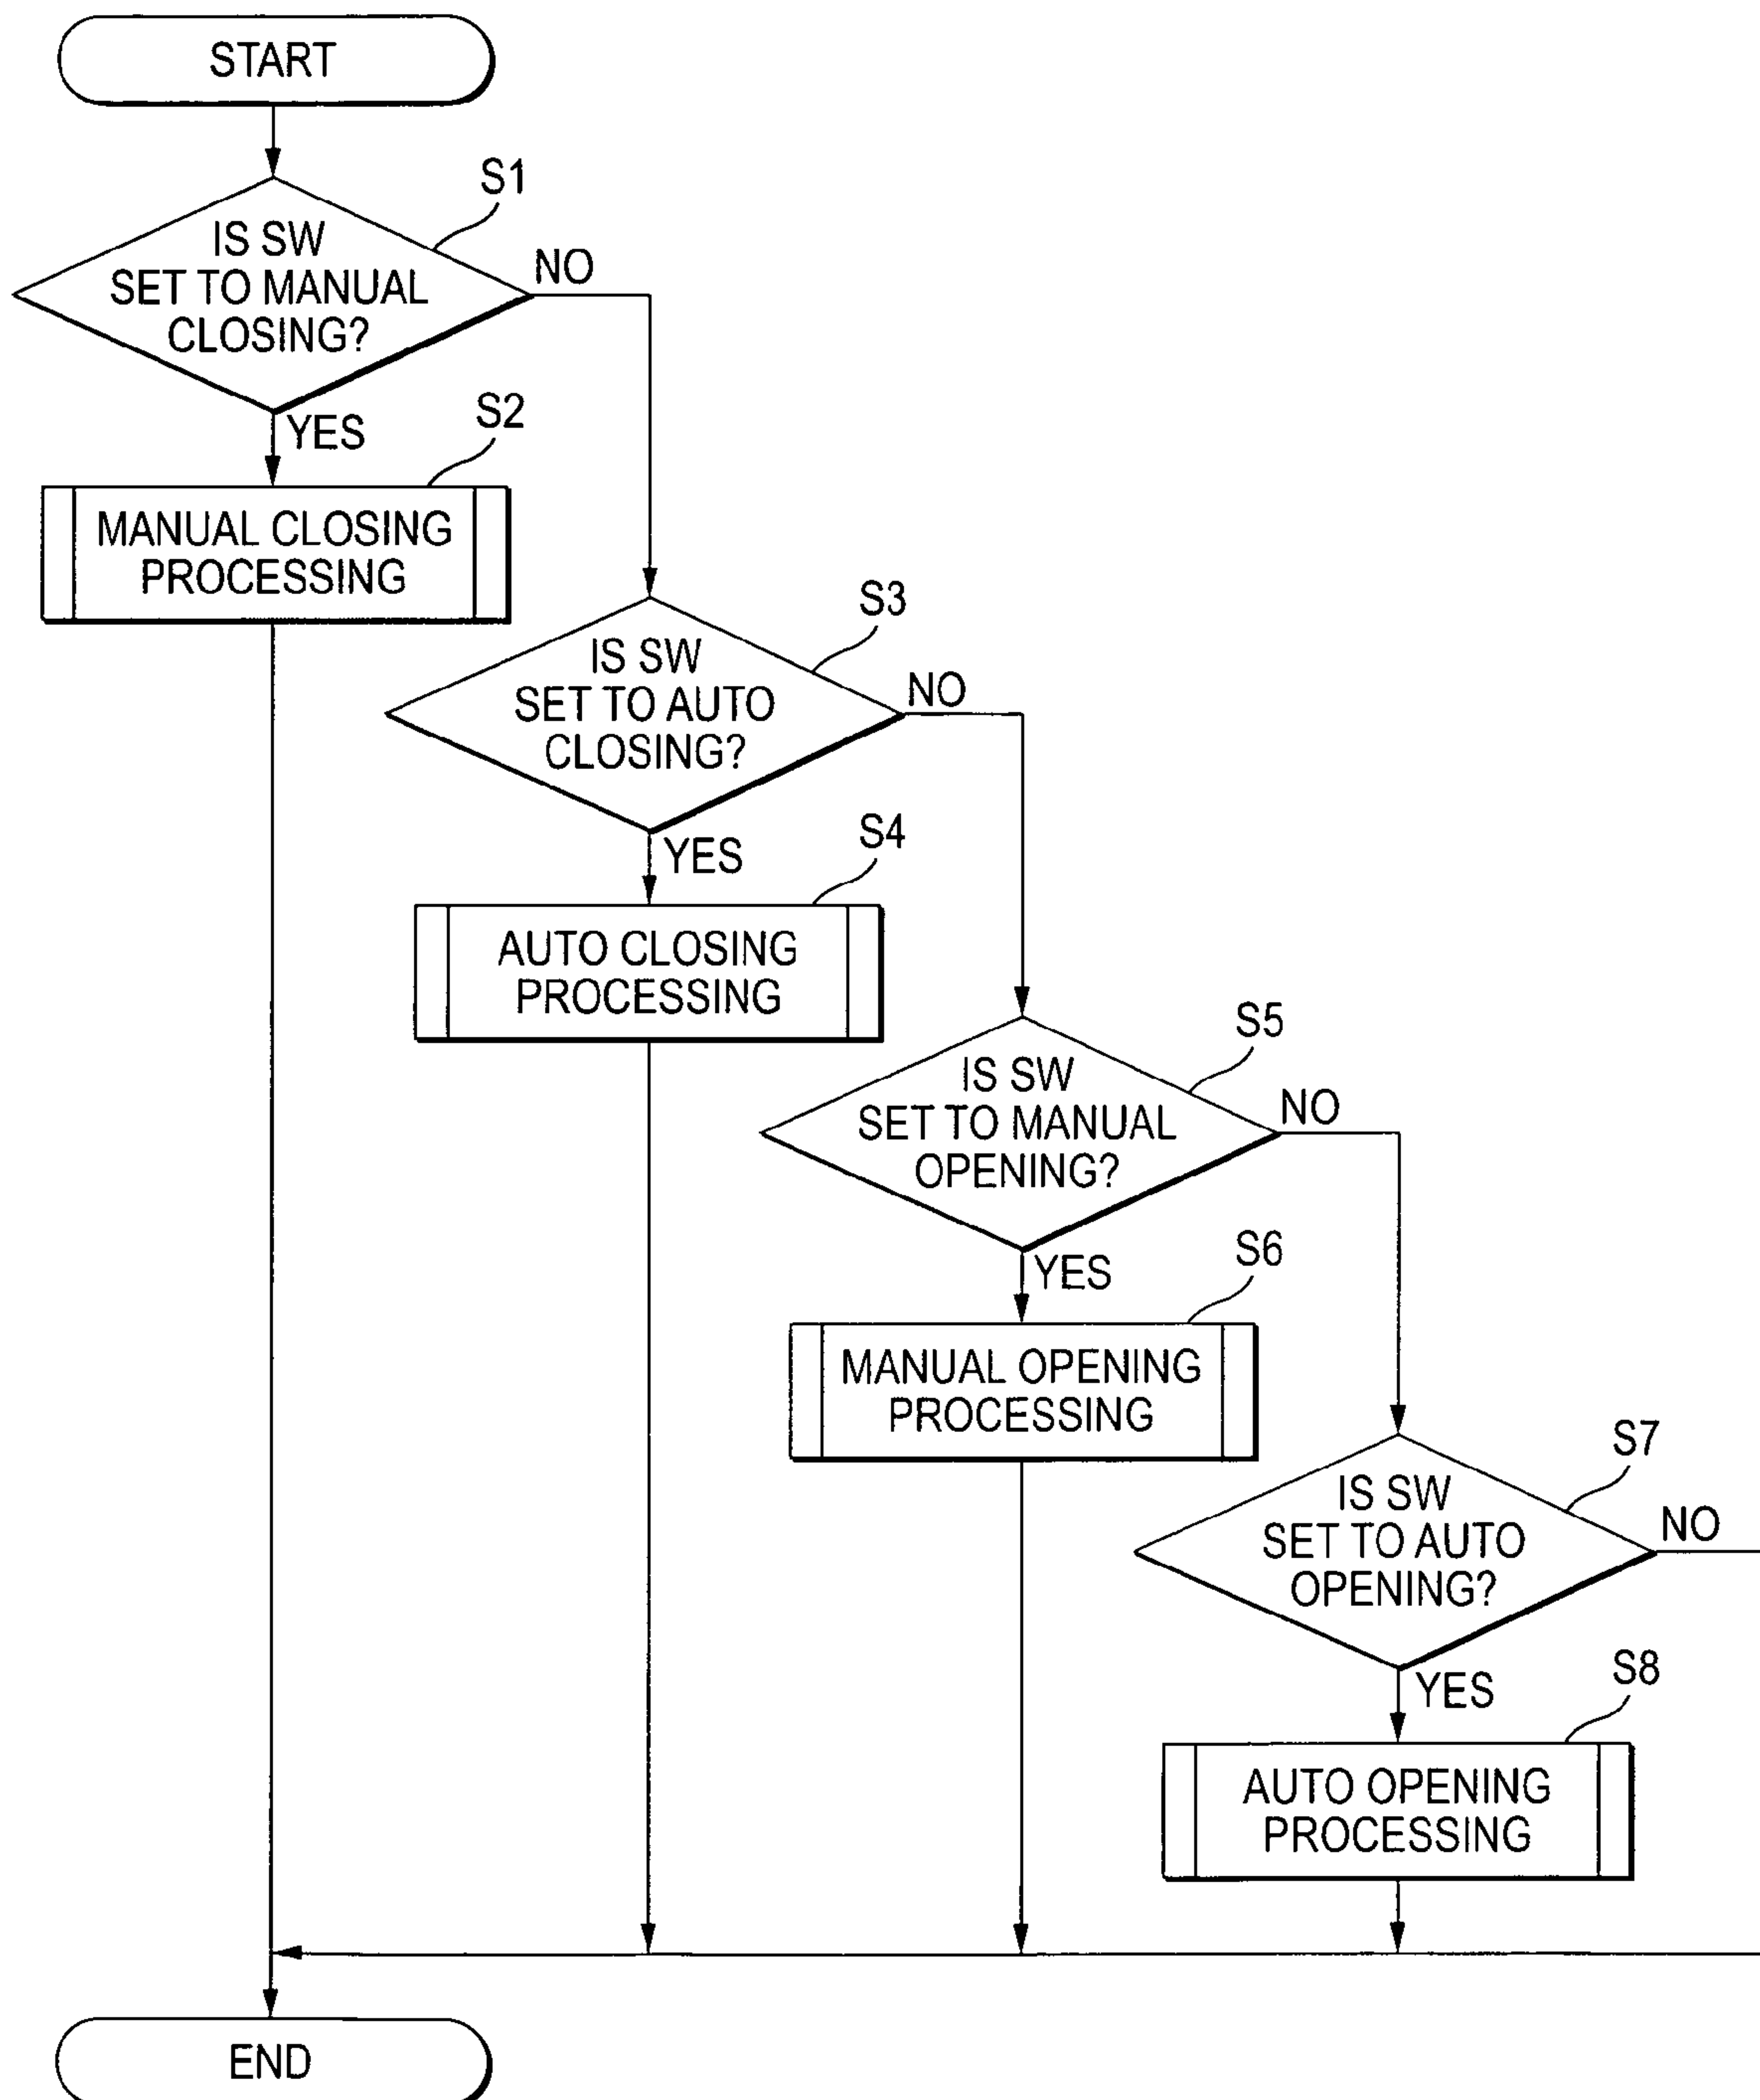 START
S1
IS SW
SET TO MANUAL
CLOSING?
NO
YES
S2
MANUAL CLOSING
PROCESSING
S3
IS SW
SET TO AUTO
CLOSING?
NO
YES
S4
AUTO CLOSING
PROCESSING
S5
IS SW
SET TO MANUAL
OPENING?
NO
YES
S6
MANUAL OPENING
PROCESSING
S7
IS SW
SET TO AUTO
OPENING?
NO
YES
S8
AUTO OPENING
PROCESSING
END